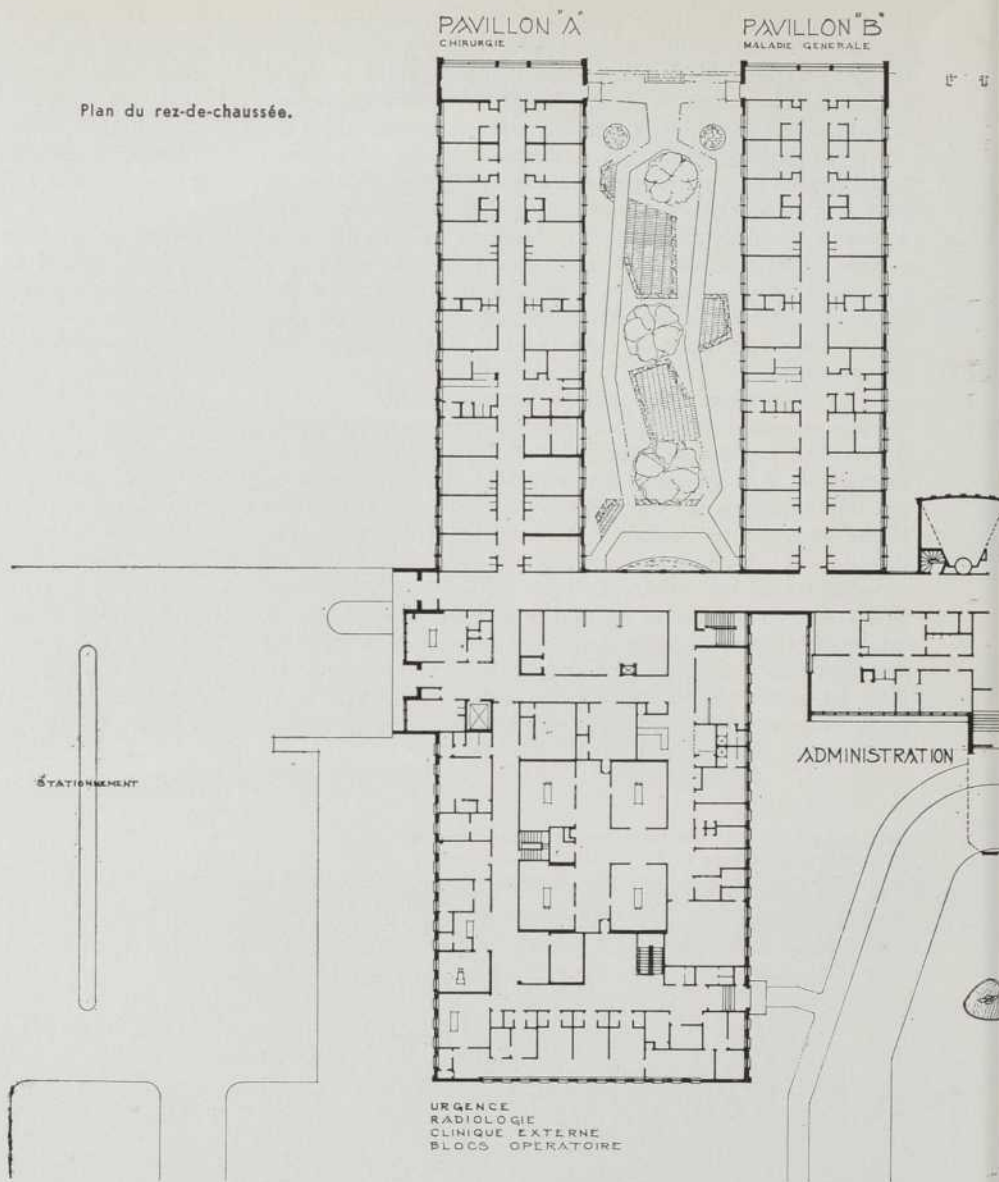 PAVILLON "A"
CHIRURGIE
PAVILLON "B"
MALADIE GENERALE
Plan du rez-de-chaussée.
STATIONNEMENT
ADMINISTRATION
URGENCE
RADIOLOGIE
CLINIQUE EXTERNE
BLOCS OPERATOIRE